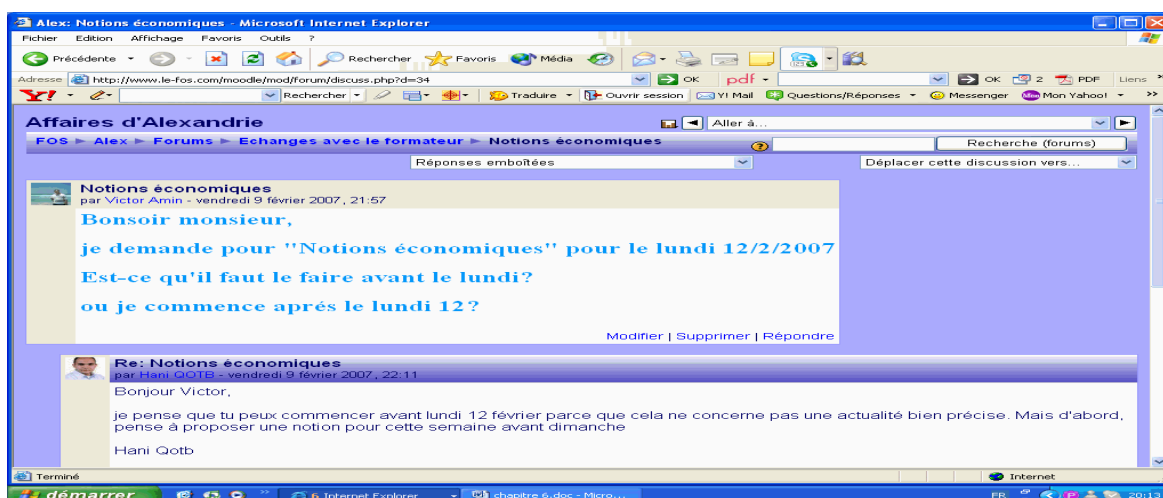 Alex: Notions économiques - Microsoft Internet Explorer
Fichier Edition Affichage Favoris Outils ?
Précédente Rechercher Favoris Média
Adresse http://www.le-fos.com/moodle/mod/forum/discuss.php?d=34 OK pdf OK 2 PDF Liens »
Y! Rechercher Traduire Ouvrir session Y! Mail Questions/Réponses Messenger Mon Yahoo! »
Affaires d'Alexandrie Aller à...
FOS ► Alex ► Forums ► Echanges avec le formateur ► Notions économiques Recherche (forums)
Réponses emboîtées Déplacer cette discussion vers...
Notions économiques
par Victor Amin - vendredi 9 février 2007, 21:57
Bonsoir monsieur,
je demande pour "Notions économiques" pour le lundi 12/2/2007
Est-ce qu'il faut le faire avant le lundi?
ou je commence aprés le lundi 12?
Modifier | Supprimer | Répondre
Re: Notions économiques
par Hani QOTB - vendredi 9 février 2007, 22:11
Bonjour Victor,
je pense que tu peux commencer avant lundi 12 février parce que cela ne concerne pas une actualité bien précise. Mais d'abord,
pense à proposer une notion pour cette semaine avant dimanche
Hani Qotb
Terminé Internet
démarrer » 6 Internet Explorer chapitre 6.doc - Micro... FR 20:13